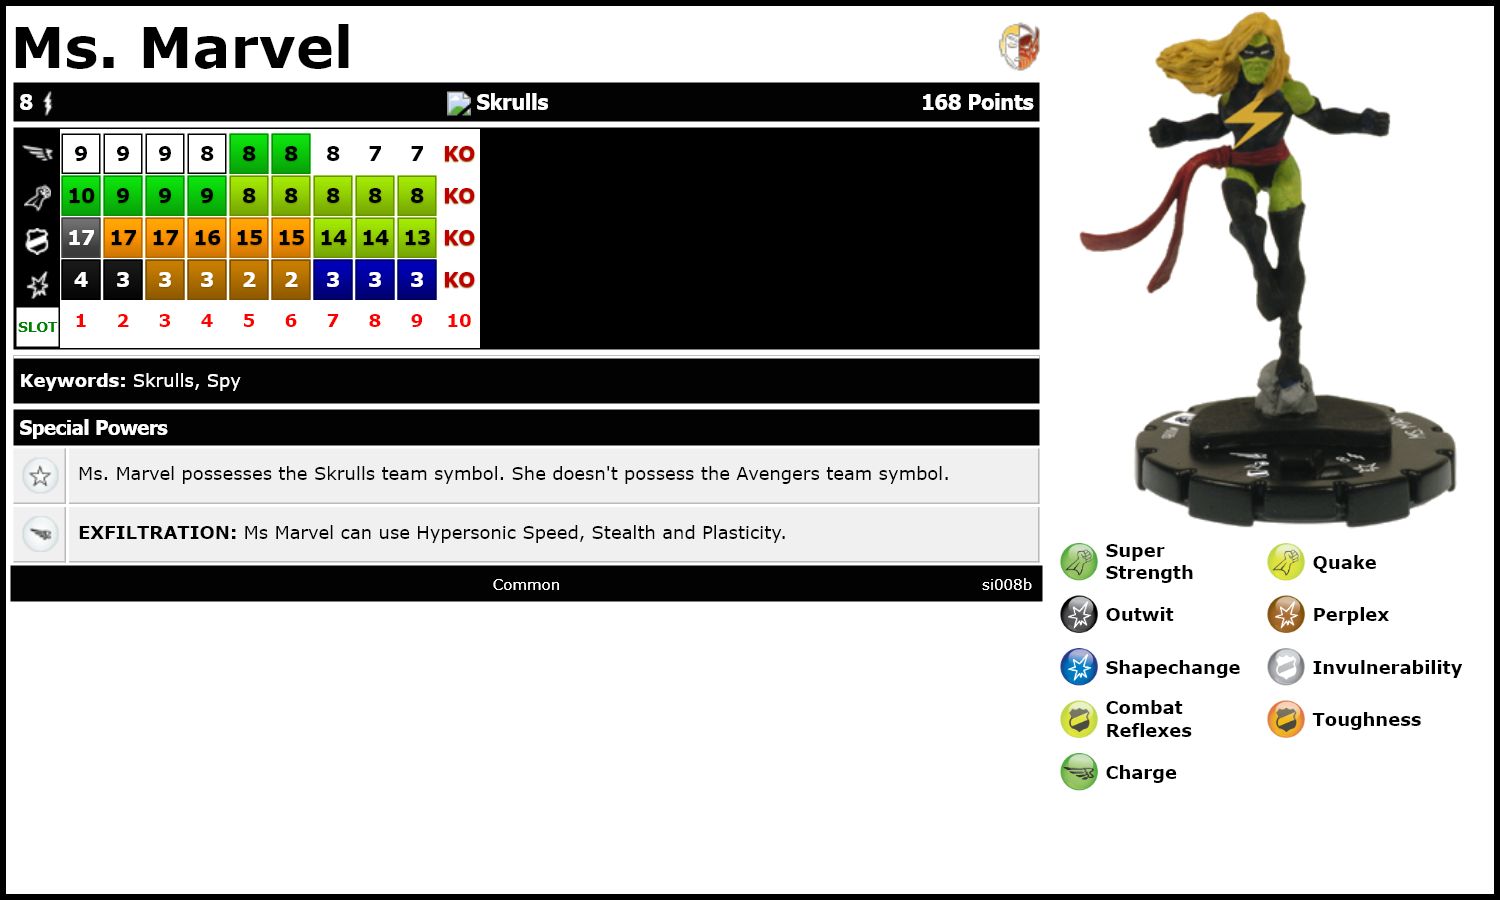 Ms. Marvel
8 Skrulls 168 Points
9 9 9 8 8 8 8 7 7 KO
10 9 9 9 8 8 8 8 8 KO
17 17 17 16 15 15 14 14 13 KO
4 3 3 3 2 2 3 3 3 KO
SLOT 1 2 3 4 5 6 7 8 9 10
Keywords: Skrulls, Spy
Special Powers
Ms. Marvel possesses the Skrulls team symbol. She doesn't possess the Avengers team symbol.
EXFILTRATION: Ms Marvel can use Hypersonic Speed, Stealth and Plasticity.
Common si008b
Super
Strength
Quake
Outwit
Perplex
Shapechange
Invulnerability
Combat
Reflexes
Toughness
Charge